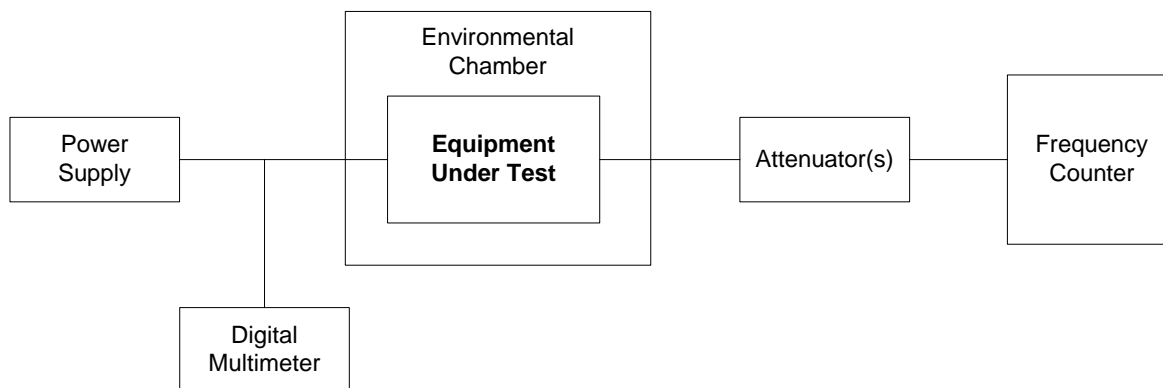 Environmental
Chamber
Power
Supply
Equipment
Under Test
Attenuator(s)
Frequency
Counter
Digital
Multimeter